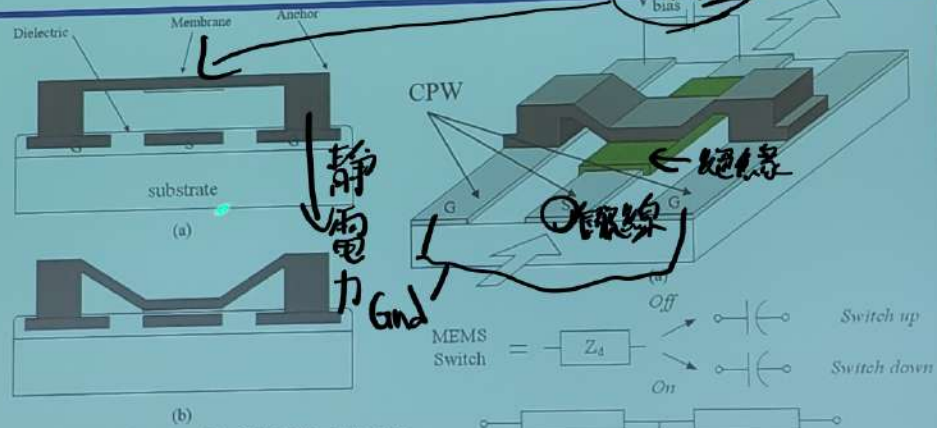 Dielectric
Membrane
Anchor
V bias
CPW
G
S
G
substrate
(a)
靜電力
絕緣
G
S
G
訊號線
Gnd
(a)
(b)
MEMS
Switch
=
Zd
Off
Switch up
On
Switch down